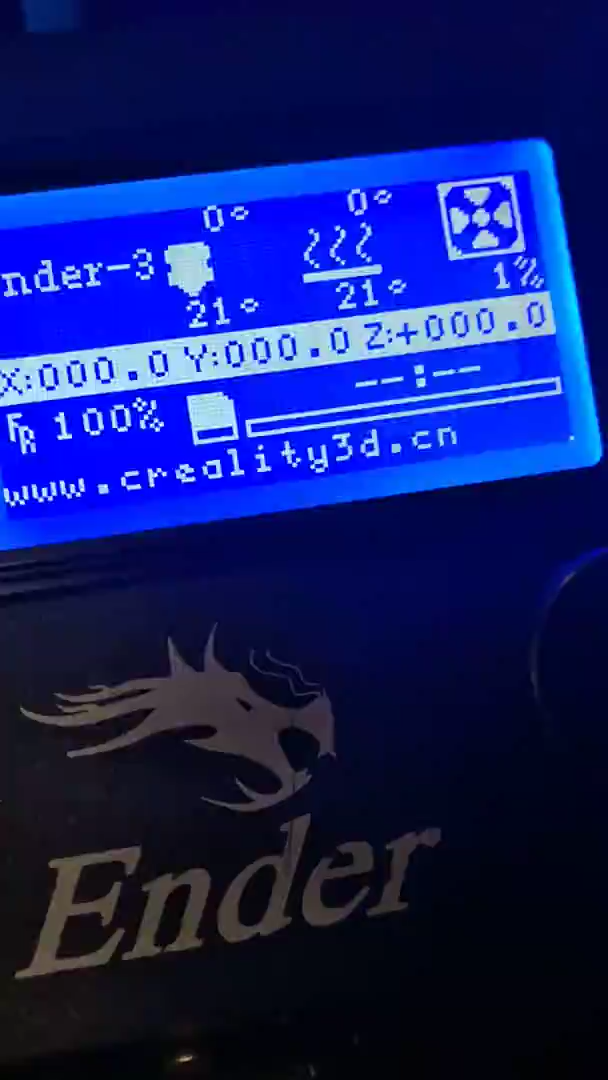 0° 0°
nder-3
21° 21° 1%
X:000.0 Y:000.0 Z:+000.0
FR 100% --:--
www.creality3d.cn
Ender